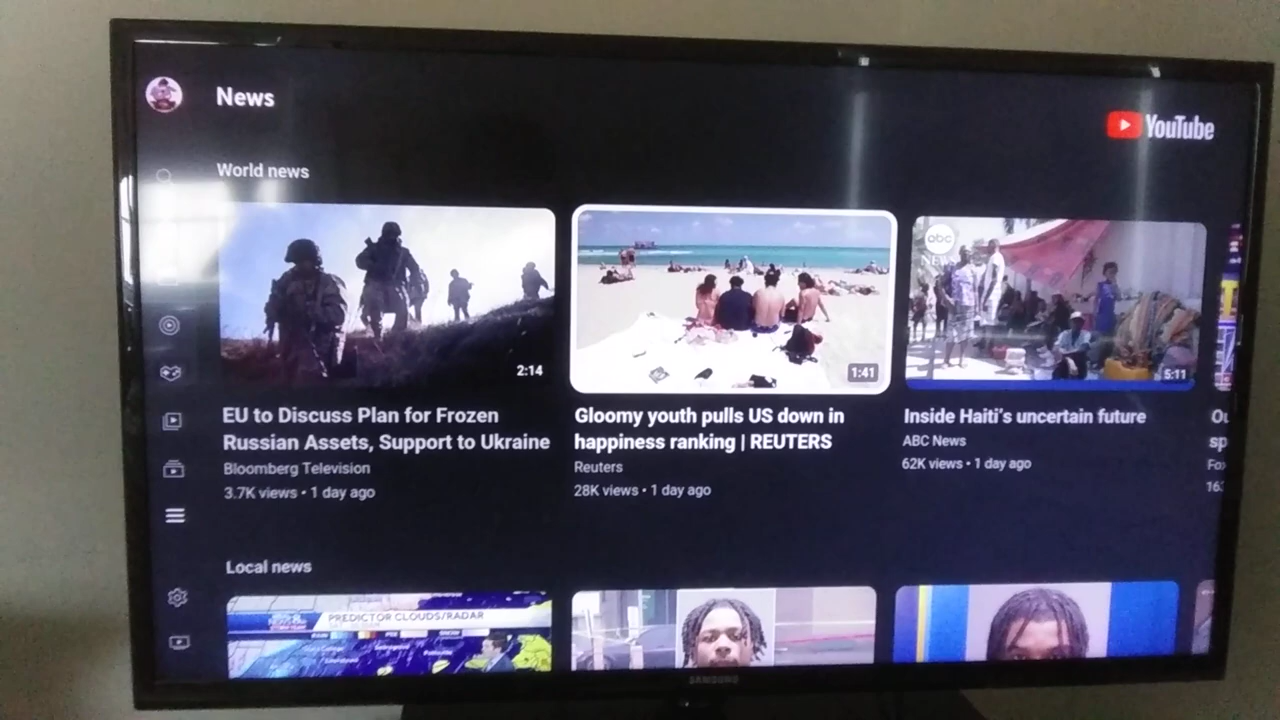 News
YouTube
World news
abc
NEWS
2:14
1:41
5:11
EU to Discuss Plan for Frozen
Russian Assets, Support to Ukraine
Bloomberg Television
3.7K views • 1 day ago
Gloomy youth pulls US down in
happiness ranking | REUTERS
Reuters
28K views • 1 day ago
Inside Haiti's uncertain future
ABC News
62K views • 1 day ago
Local news
PREDICTOR CLOUDS/RADAR
SAMSUNG